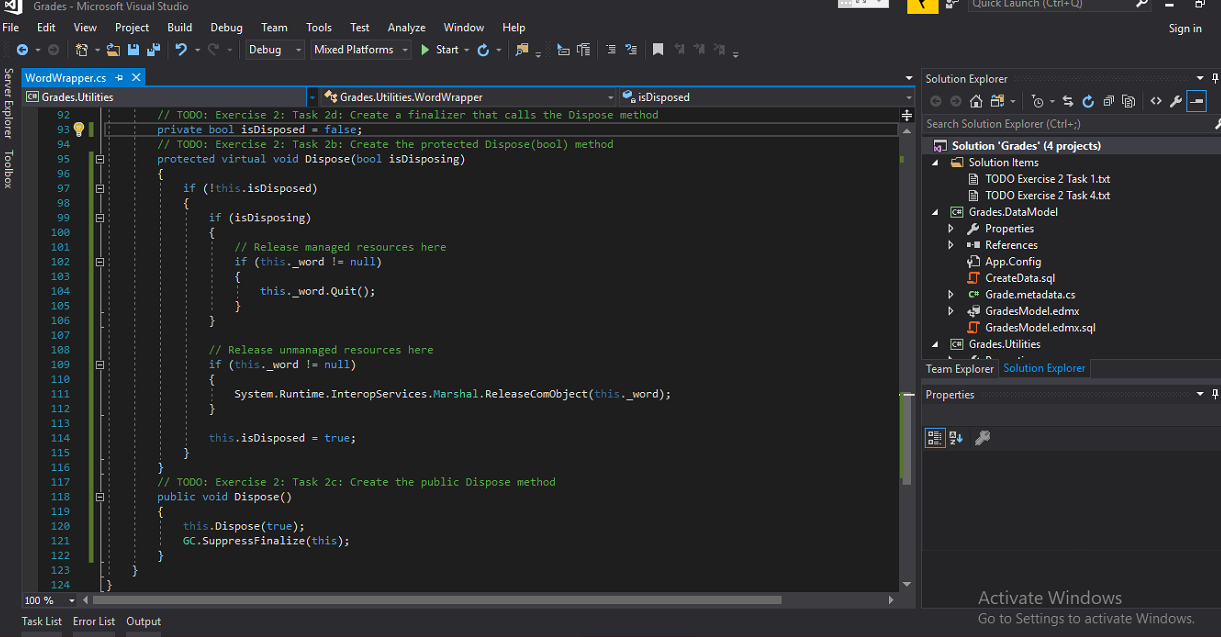 Grades - Microsoft Visual Studio
Quick Launch (Ctrl+Q)
File Edit View Project Build Debug Team Tools Test Analyze Window Help
Sign in
Debug Mixed Platforms Start
Server Explorer
Toolbox
WordWrapper.cs
Grades.Utilities Grades.Utilities.WordWrapper isDisposed
92 // TODO: Exercise 2: Task 2d: Create a finalizer that calls the Dispose method
93 private bool isDisposed = false;
94 // TODO: Exercise 2: Task 2b: Create the protected Dispose(bool) method
95 protected virtual void Dispose(bool isDisposing)
96 {
97 if (!this.isDisposed)
98 {
99 if (isDisposing)
100 {
101 // Release managed resources here
102 if (this._word != null)
103 {
104 this._word.Quit();
105 }
106 }
107
108 // Release unmanaged resources here
109 if (this._word != null)
110 {
111 System.Runtime.InteropServices.Marshal.ReleaseComObject(this._word);
112 }
113
114 this.isDisposed = true;
115 }
116 }
117 // TODO: Exercise 2: Task 2c: Create the public Dispose method
118 public void Dispose()
119 {
120 this.Dispose(true);
121 GC.SuppressFinalize(this);
122 }
123 }
124 }
100 %
Task List Error List Output
Solution Explorer
Search Solution Explorer (Ctrl+;)
Solution 'Grades' (4 projects)
Solution Items
TODO Exercise 2 Task 1.txt
TODO Exercise 2 Task 4.txt
C# Grades.DataModel
Properties
References
App.Config
CreateData.sql
C# Grade.metadata.cs
GradesModel.edmx
GradesModel.edmx.sql
C# Grades.Utilities
Team Explorer Solution Explorer
Properties
Activate Windows
Go to Settings to activate Windows.